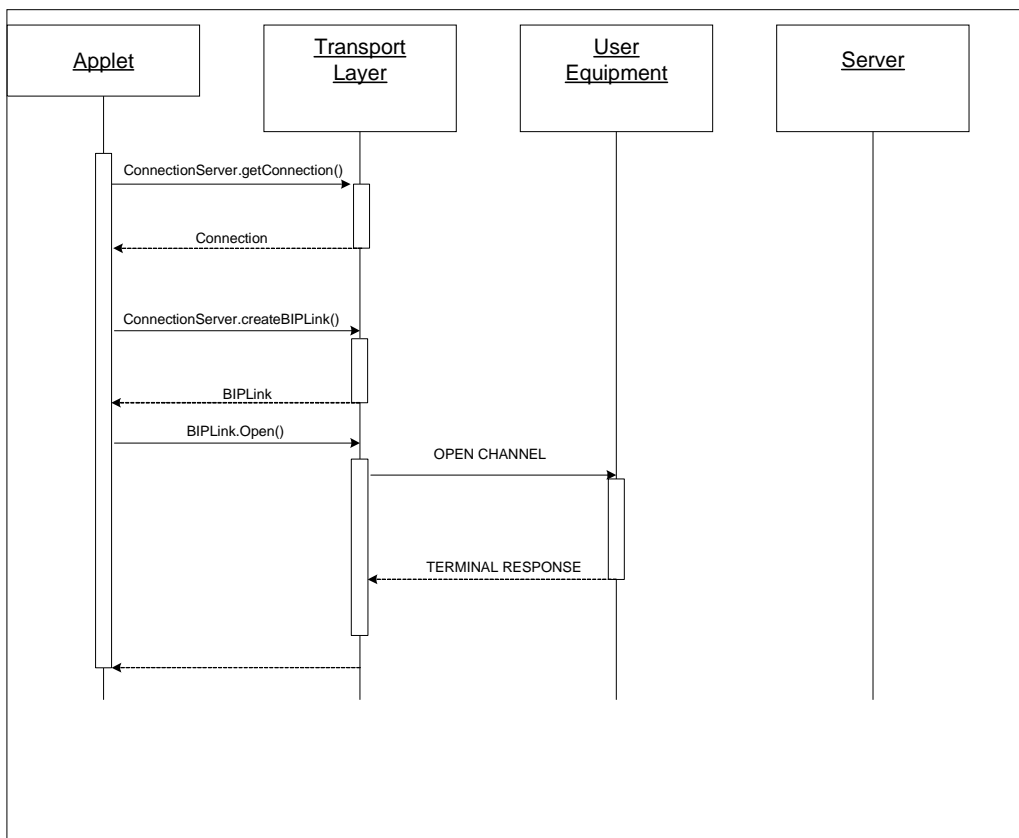 Applet
Transport
Layer
User
Equipment
Server
ConnectionServer.getConnection()
Connection
ConnectionServer.createBIPLink()
BIPLink
BIPLink.Open()
OPEN CHANNEL
TERMINAL RESPONSE